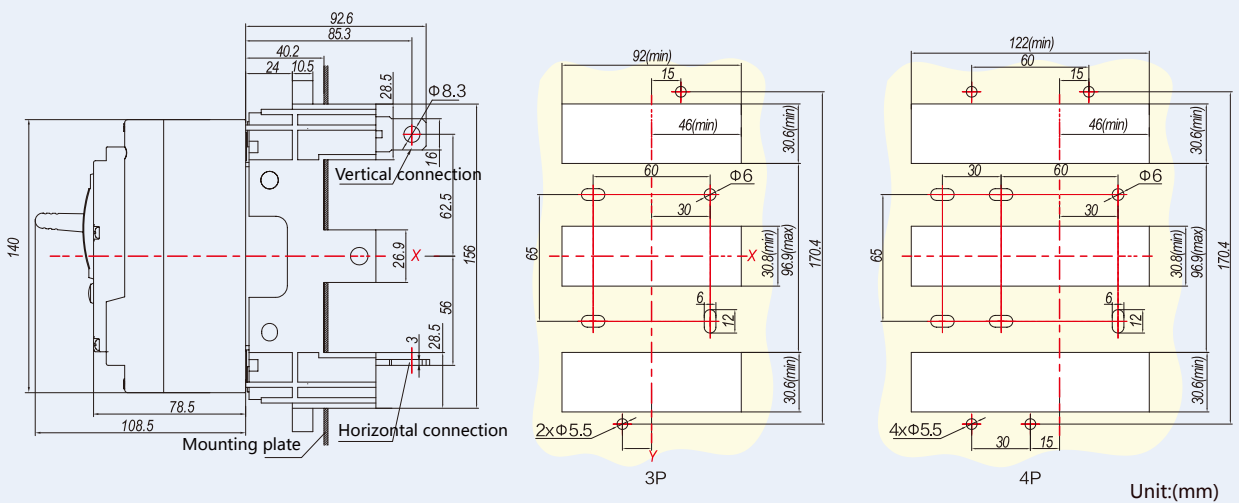 92.6
85.3
40.2
24
10.5
28.5
Φ8.3
16
Vertical connection
62.5
140
X
26.9
156
56
3
28.5
78.5
108.5
Mounting plate
Horizontal connection
92(min)
15
46(min)
30.6(min)
60
Φ6
30
65
X
30.8(min)
96.9(max)
170.4
6
12
30.6(min)
2xΦ5.5
Y
3P
122(min)
60
15
46(min)
30.6(min)
30
60
Φ6
30
65
30.8(min)
96.9(max)
170.4
6
12
30.6(min)
4xΦ5.5
30
15
4P
Unit:(mm)